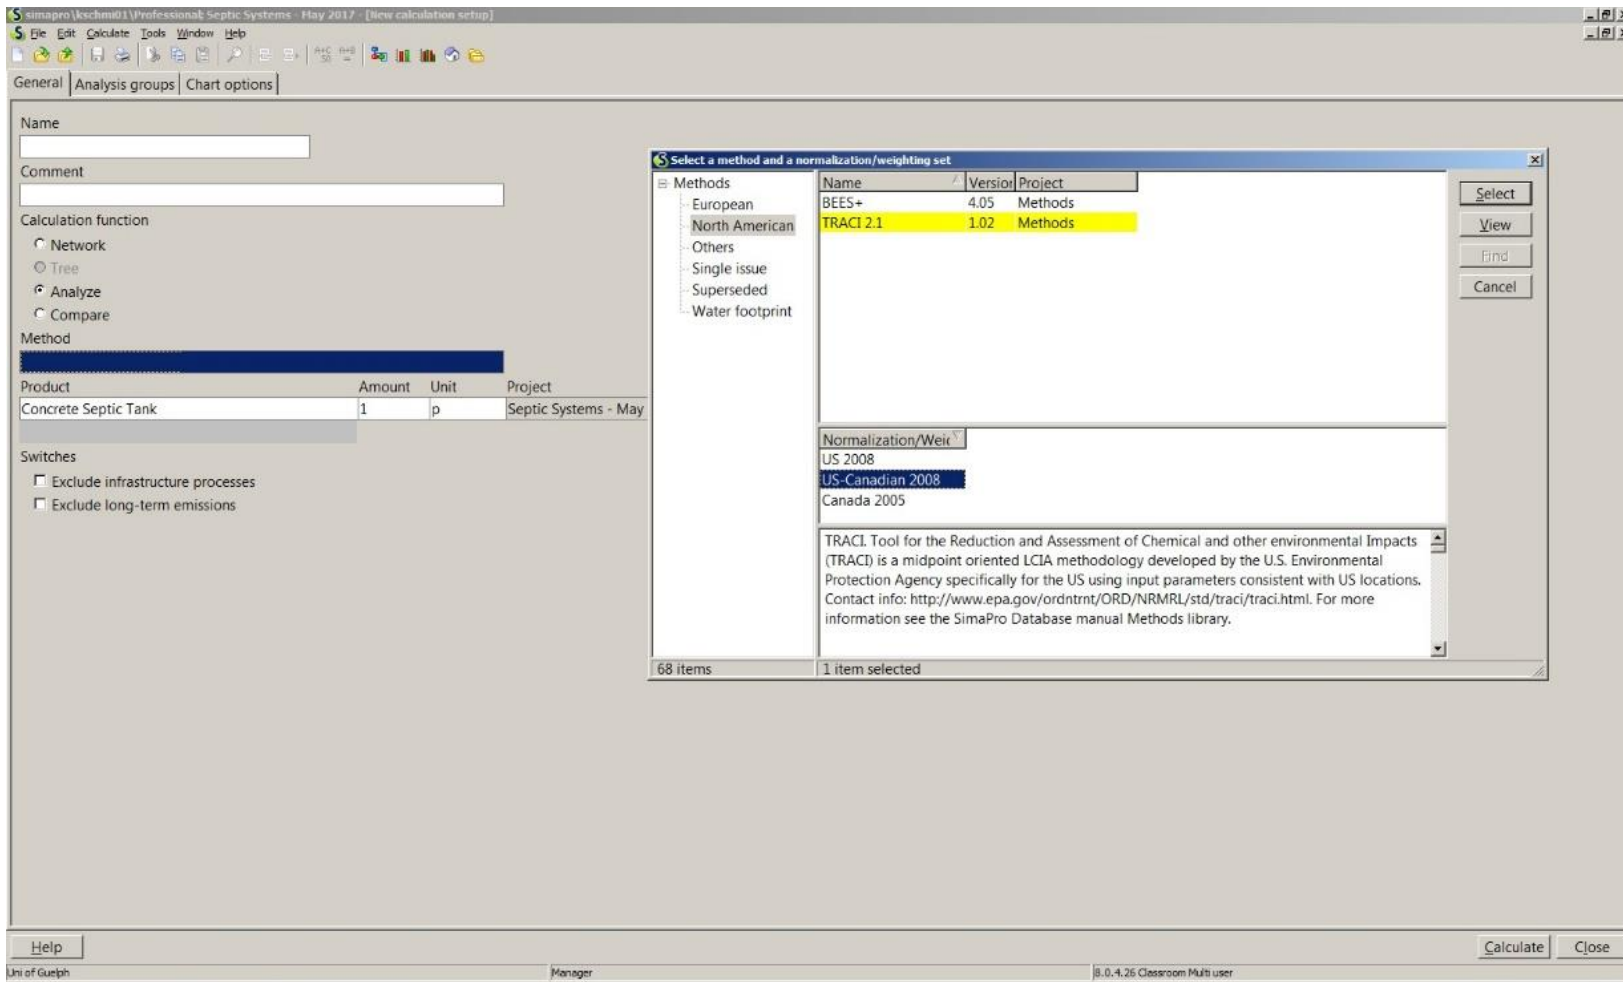 simapro\kschmi01\Professional; Septic Systems - May 2017 - [New calculation setup]
File Edit Calculate Tools Window Help
General Analysis groups Chart options
Name
Comment
Calculation function
Network
Tree
Analyze
Compare
Method
Product Amount Unit Project
Concrete Septic Tank 1 p Septic Systems - May
Switches
Exclude infrastructure processes
Exclude long-term emissions
Select a method and a normalization/weighting set
Methods
European
North American
Others
Single issue
Superseded
Water footprint
Name Version Project
BEES+ 4.05 Methods
TRACI 2.1 1.02 Methods
Select
View
Find
Cancel
Normalization/Weig
US 2008
US-Canadian 2008
Canada 2005
TRACI. Tool for the Reduction and Assessment of Chemical and other environmental Impacts
(TRACI) is a midpoint oriented LCIA methodology developed by the U.S. Environmental
Protection Agency specifically for the US using input parameters consistent with US locations.
Contact info: http://www.epa.gov/ordntrnt/ORD/NRMRL/std/traci/traci.html. For more
information see the SimaPro Database manual Methods library.
68 items 1 item selected
Help Calculate Close
Uni of Guelph Manager 8.0.4.26 Classroom Multi user